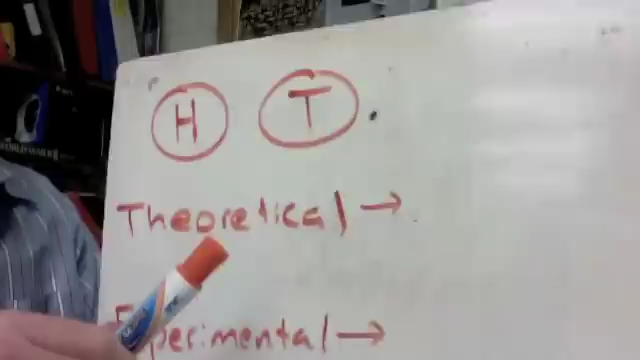 H T
Theoretical →
Experimental →